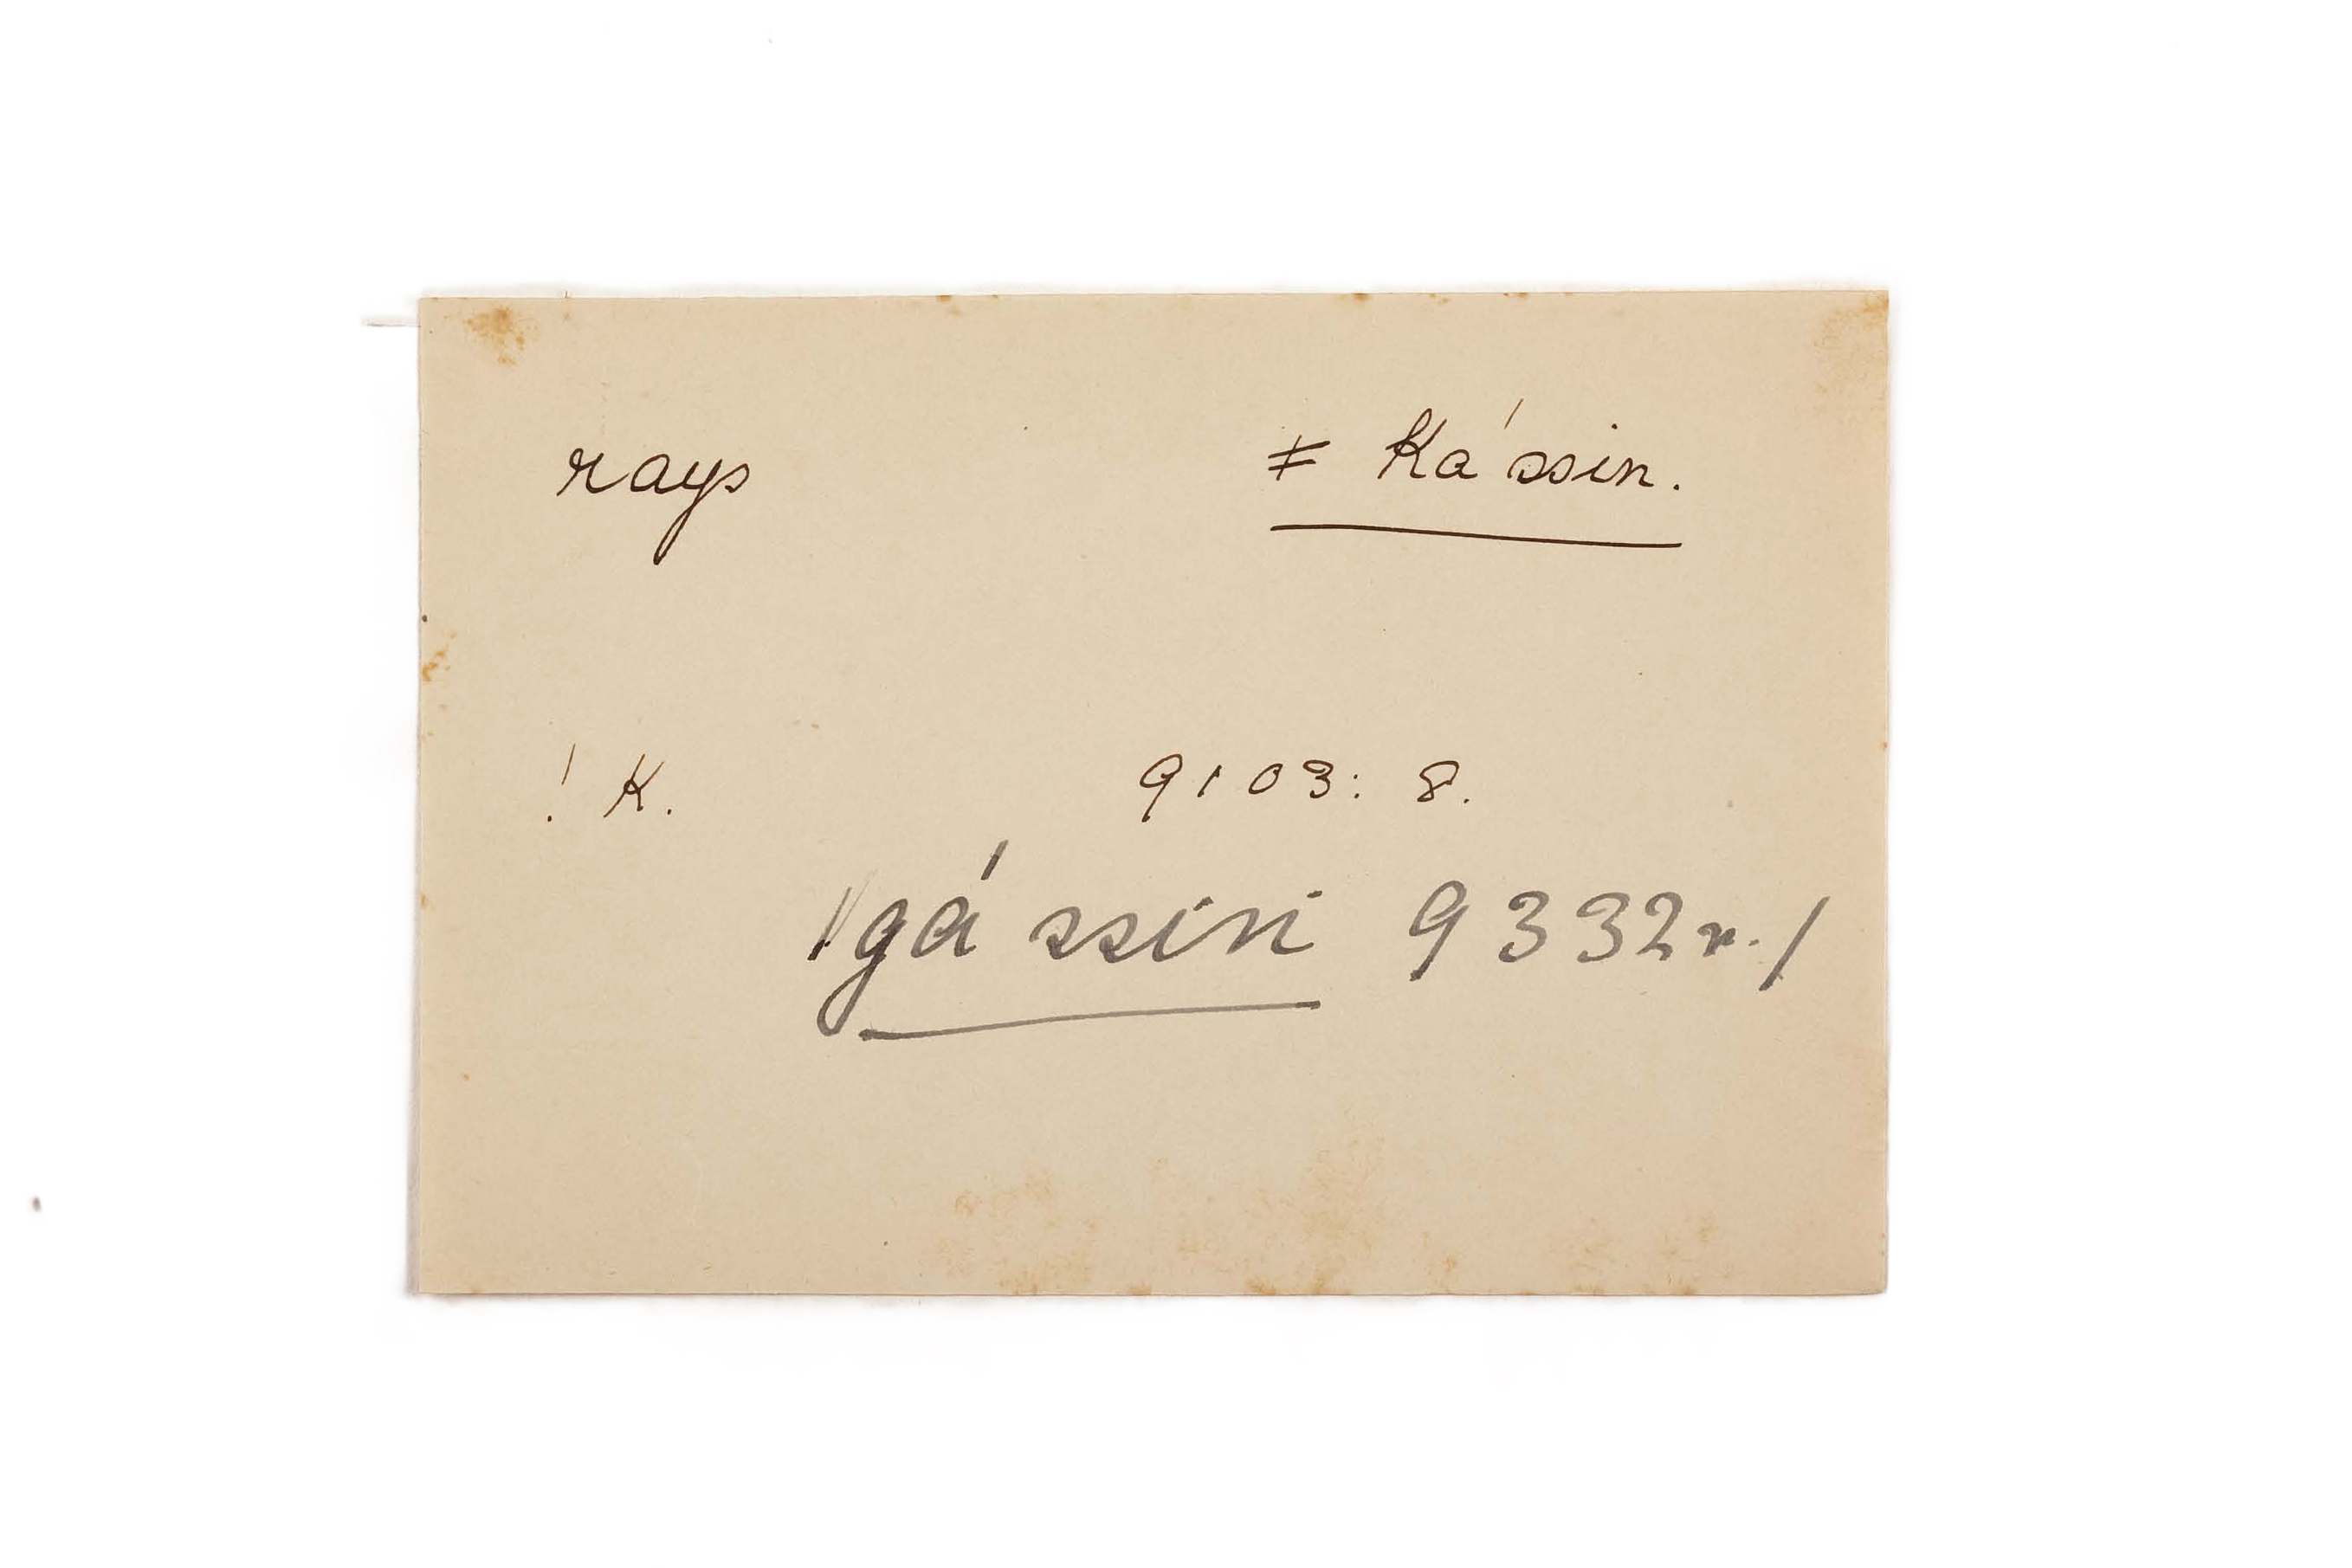 rays ≠ Ka´ssin.
! K. 9103: 8.
//gá ssin 9332r./